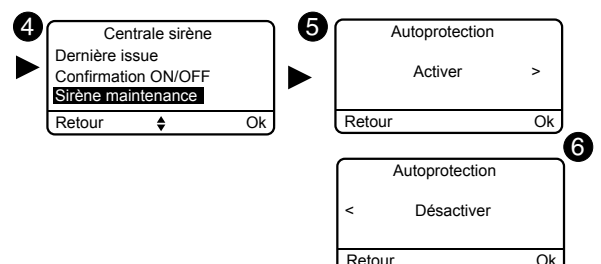 4
Centrale sirène
Dernière issue
Confirmation ON/OFF
Sirène maintenance
Retour Ok
5
Autoprotection
Activer >
Retour Ok
6
Autoprotection
< Désactiver
Retour Ok